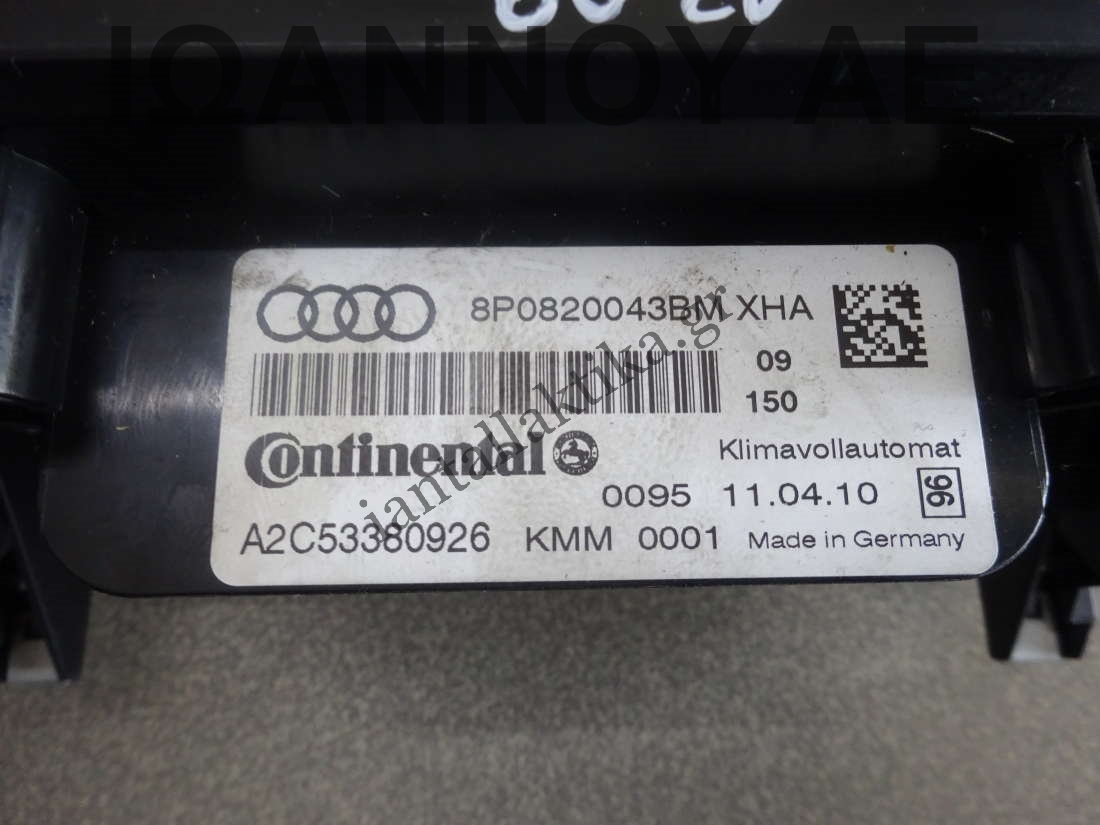 ΙΩΑΝΝΟΥ ΑΕ
8P0820043BM XHA
09
150
Continental
Klimavollautomat
0095 11.04.10 96
A2C53380926 KMM 0001 Made in Germany
iantallaktika.gr